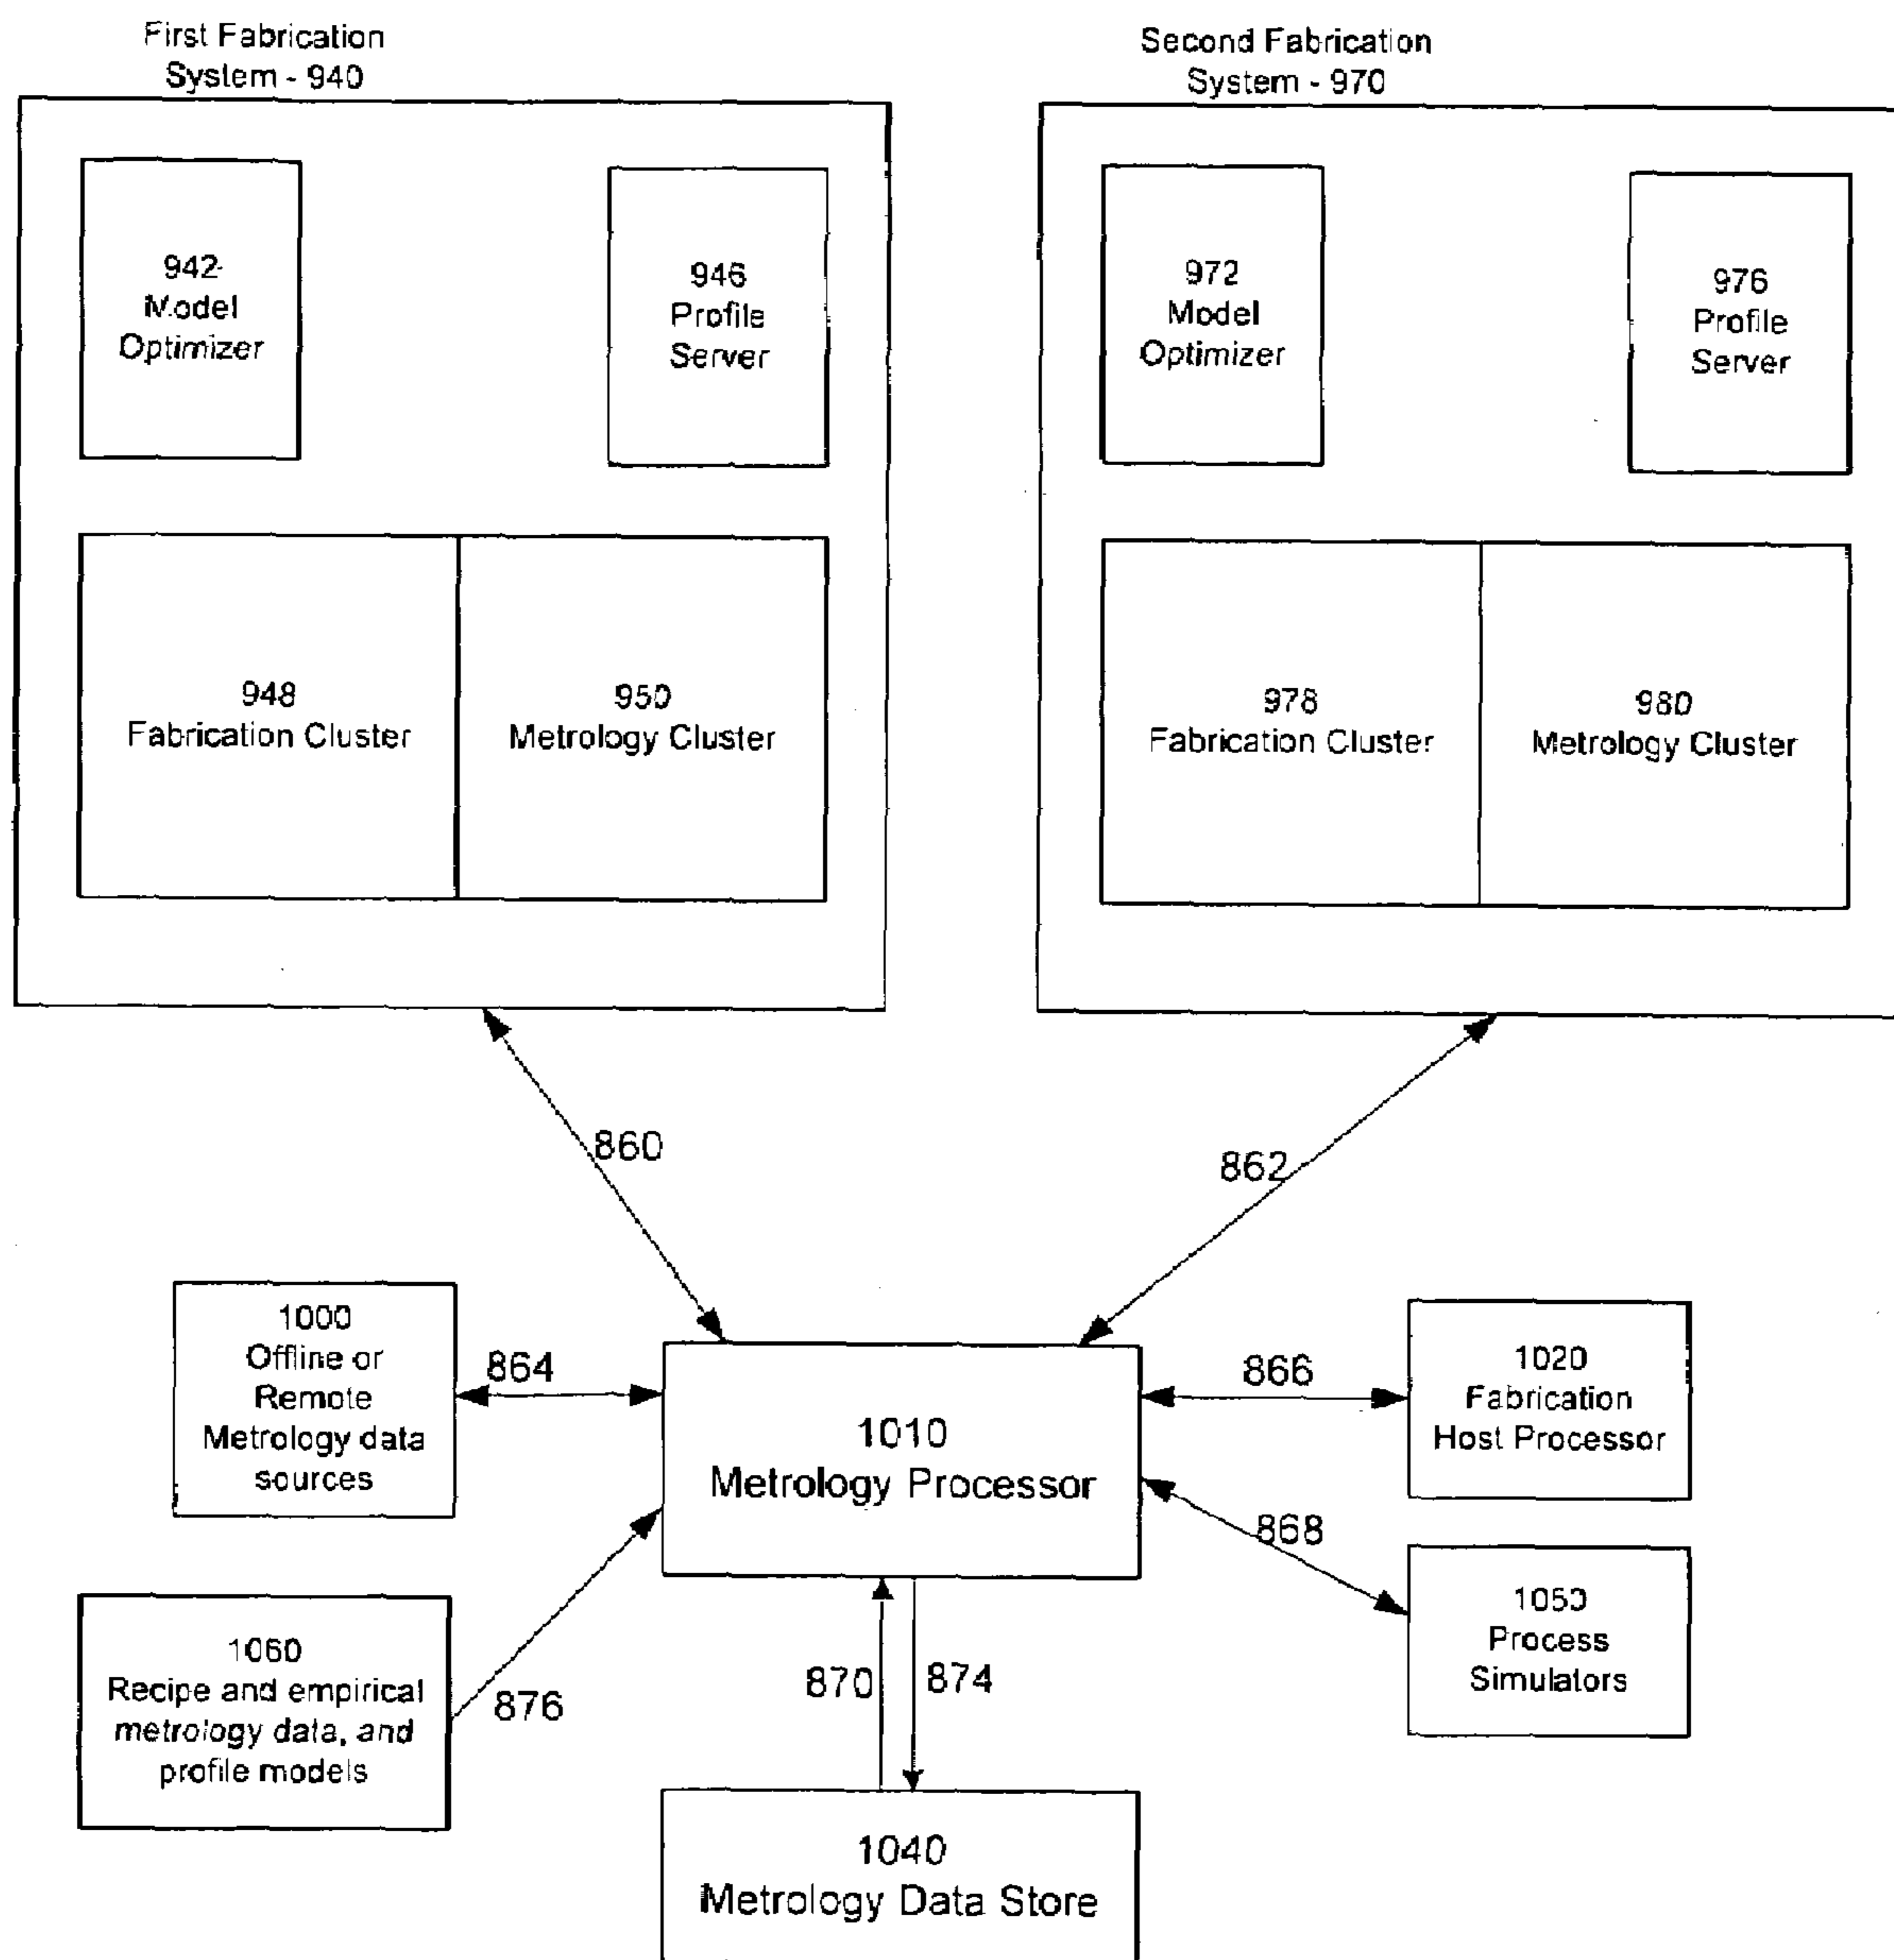 First Fabrication
System - 940
Second Fabrication
System - 970
942
Model
Optimizer
946
Profile
Server
972
Model
Optimizer
976
Profile
Server
948
Fabrication Cluster
950
Metrology Cluster
978
Fabrication Cluster
980
Metrology Cluster
860
862
1000
Offline or
Remote
Metrology data
sources
864
1010
Metrology Processor
866
1020
Fabrication
Host Processor
868
1050
Process
Simulators
1060
Recipe and empirical
metrology data, and
profile models
876
870
874
1040
Metrology Data Store